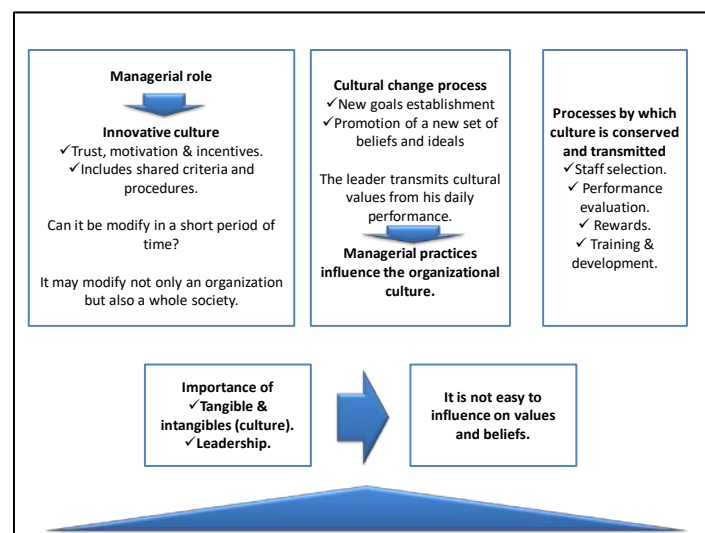 Managerial role
Innovative culture
✓Trust, motivation & incentives.
✓Includes shared criteria and
procedures.
Can it be modify in a short period of
time?
It may modify not only an organization
but also a whole society.
Cultural change process
✓New goals establishment
✓Promotion of a new set of
beliefs and ideals
The leader transmits cultural
values from his daily
performance.
Managerial practices
influence the organizational
culture.
Processes by which
culture is conserved
and transmitted
✓Staff selection.
✓ Performance
evaluation.
✓ Rewards.
✓ Training &
development.
Importance of
✓Tangible &
intangibles (culture).
✓Leadership.
It is not easy to
influence on values
and beliefs.